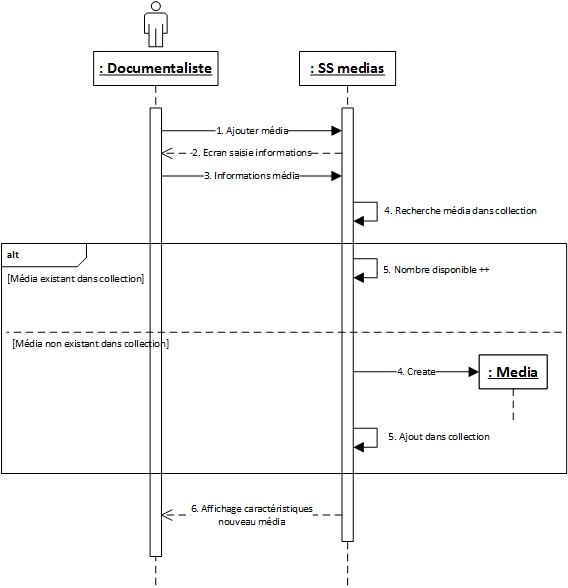 : Documentaliste
: SS medias
1. Ajouter média
2. Ecran saisie informations
3. Informations média
4. Recherche média dans collection
alt
5. Nombre disponible ++
[Média existant dans collection]
[Média non existant dans collection]
4. Create
: Media
5. Ajout dans collection
6. Affichage caractéristiques
nouveau média